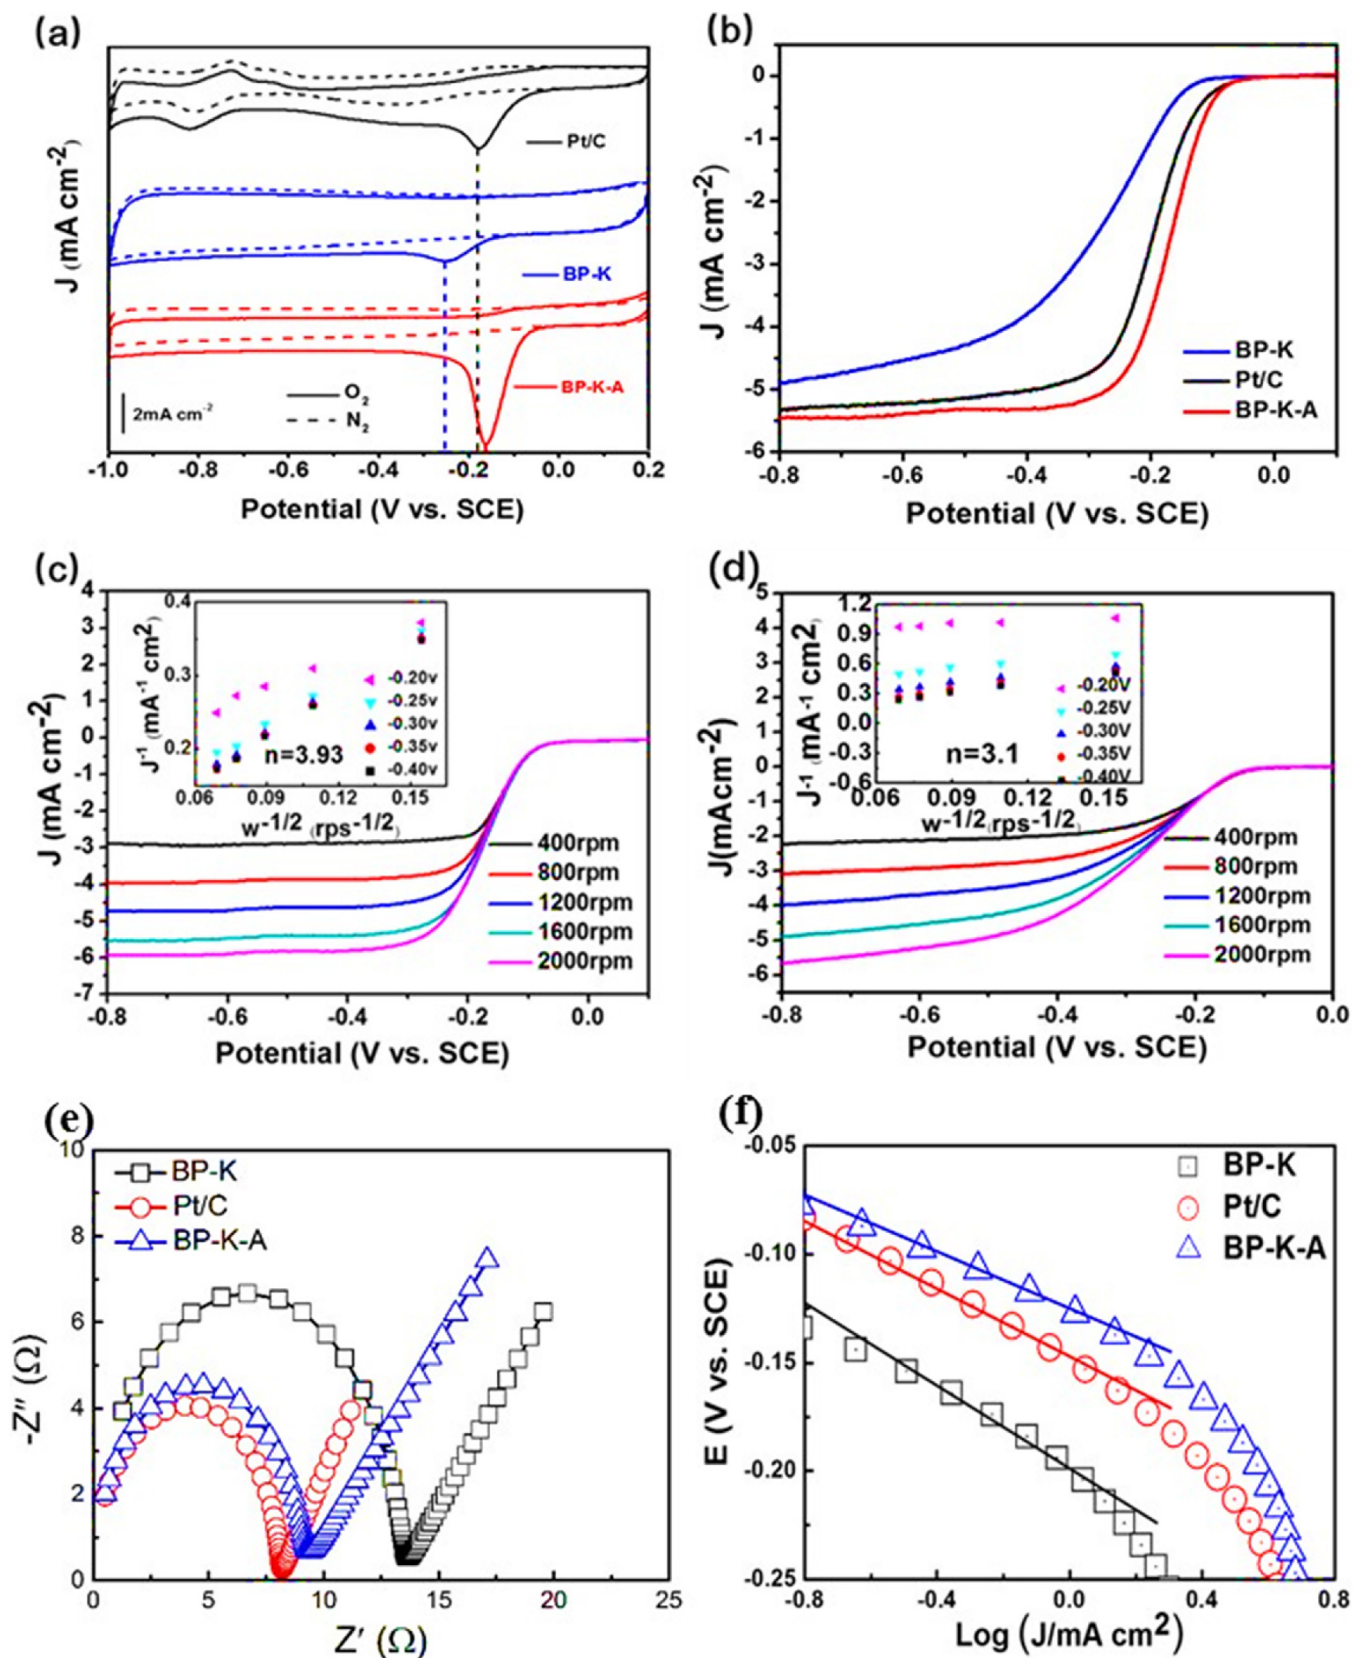 (a)
J (mA cm-2)
Pt/C
BP-K
BP-K-A
2mA cm-2
O2
N2
-1.0 -0.8 -0.6 -0.4 -0.2 0.0 0.2
Potential (V vs. SCE)
(b)
J (mA cm-2)
0
-1
-2
-3
-4
-5
-6
BP-K
Pt/C
BP-K-A
-0.8 -0.6 -0.4 -0.2 0.0
Potential (V vs. SCE)
(c)
J (mA cm-2)
4
3
2
1
0
-1
-2
-3
-4
-5
-6
-7
J-1 (mA-1 cm2)
0.4
0.3
0.2
-0.20v
-0.25v
-0.30v
-0.35v
-0.40v
n=3.93
0.06 0.09 0.12 0.15
w-1/2 (rps-1/2)
400rpm
800rpm
1200rpm
1600rpm
2000rpm
-0.8 -0.6 -0.4 -0.2 0.0
Potential (V vs. SCE)
(d)
J(mAcm-2)
5
4
3
2
1
0
-1
-2
-3
-4
-5
-6
J-1 (mA-1 cm2)
1.2
0.9
0.6
0.3
0.0
-0.3
-0.6
-0.20V
-0.25V
-0.30V
-0.35V
-0.40V
n=3.1
0.06 0.09 0.12 0.15
w-1/2(rps-1/2)
400rpm
800rpm
1200rpm
1600rpm
2000rpm
-0.8 -0.6 -0.4 -0.2 0.0
Potential (V vs. SCE)
(e)
-Z″ (Ω)
10
8
6
4
2
0
BP-K
Pt/C
BP-K-A
0 5 10 15 20 25
Z′ (Ω)
(f)
E (V vs. SCE)
-0.05
-0.10
-0.15
-0.20
-0.25
BP-K
Pt/C
BP-K-A
-0.8 -0.4 0.0 0.4 0.8
Log (J/mA cm2)